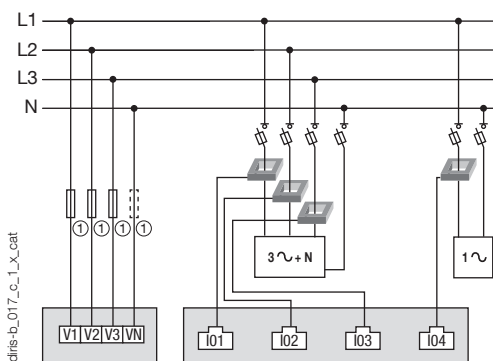 L1
L2
L3
N
① ① ① ①
3∿+N
1∿
V1 V2 V3 VN
I01 I02 I03 I04
diris-b_017_c_1_x_cat